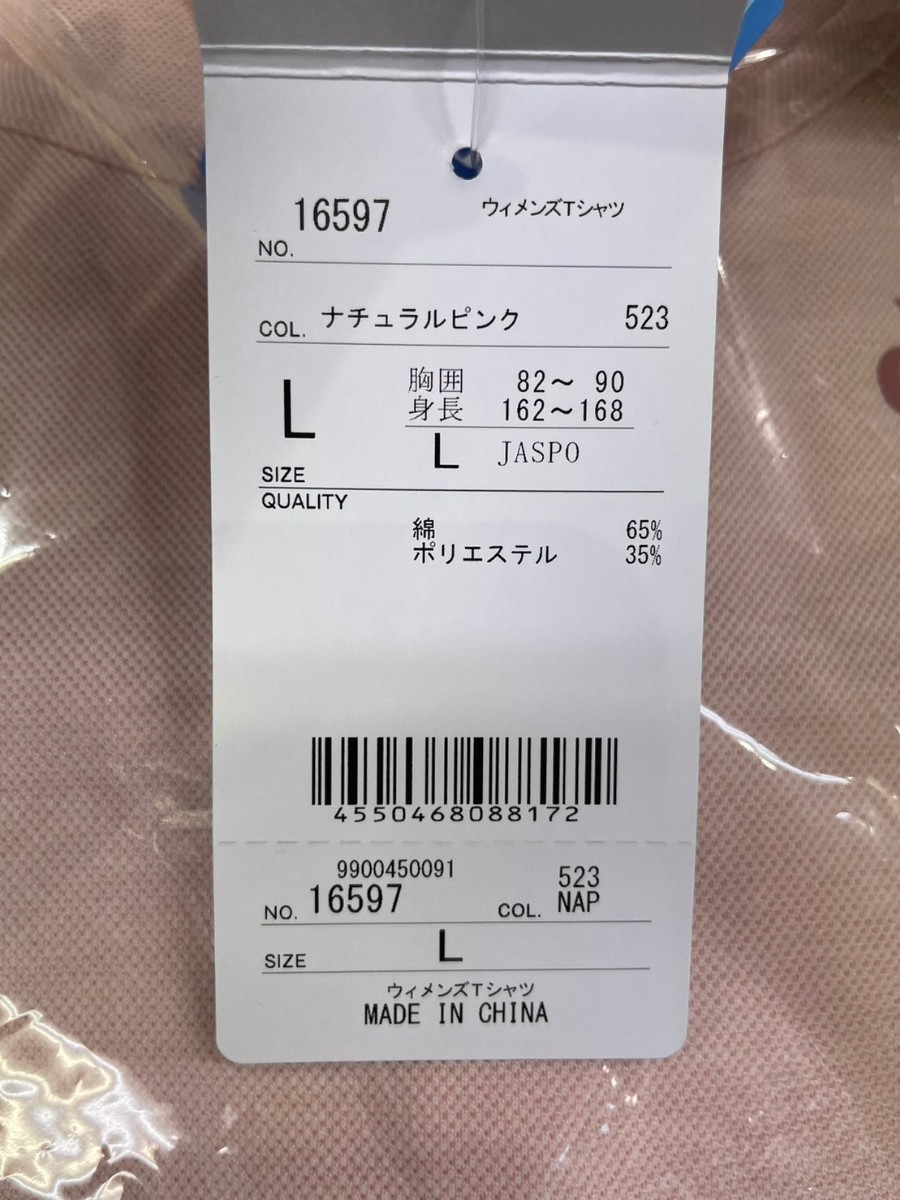 16597 ウィメンズTシャツ
NO.
COL. ナチュラルピンク 523
胸囲 82～ 90
L 身長 162～168
L JASPO
SIZE
QUALITY
綿 65%
ポリエステル 35%
4550468088172
9900450091 523
NO. 16597 COL. NAP
SIZE L
ウィメンズTシャツ
MADE IN CHINA